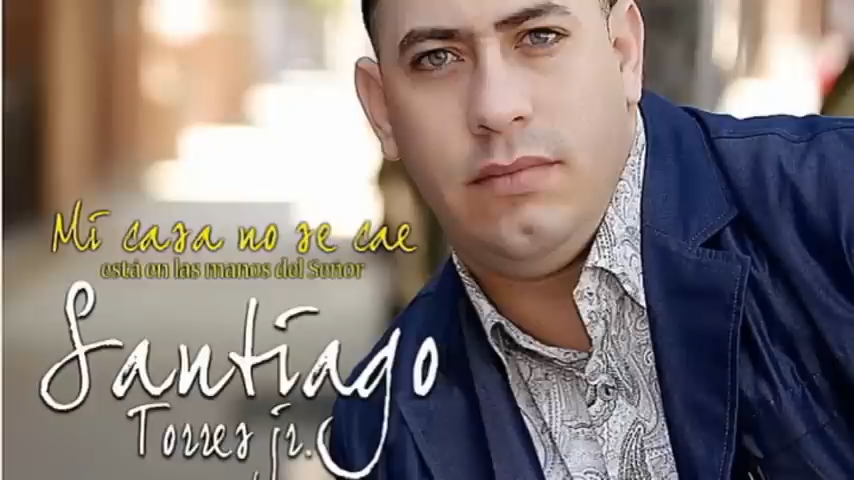 Mi casa no se cae
está en las manos del Señor
Santiago
Torres jr.